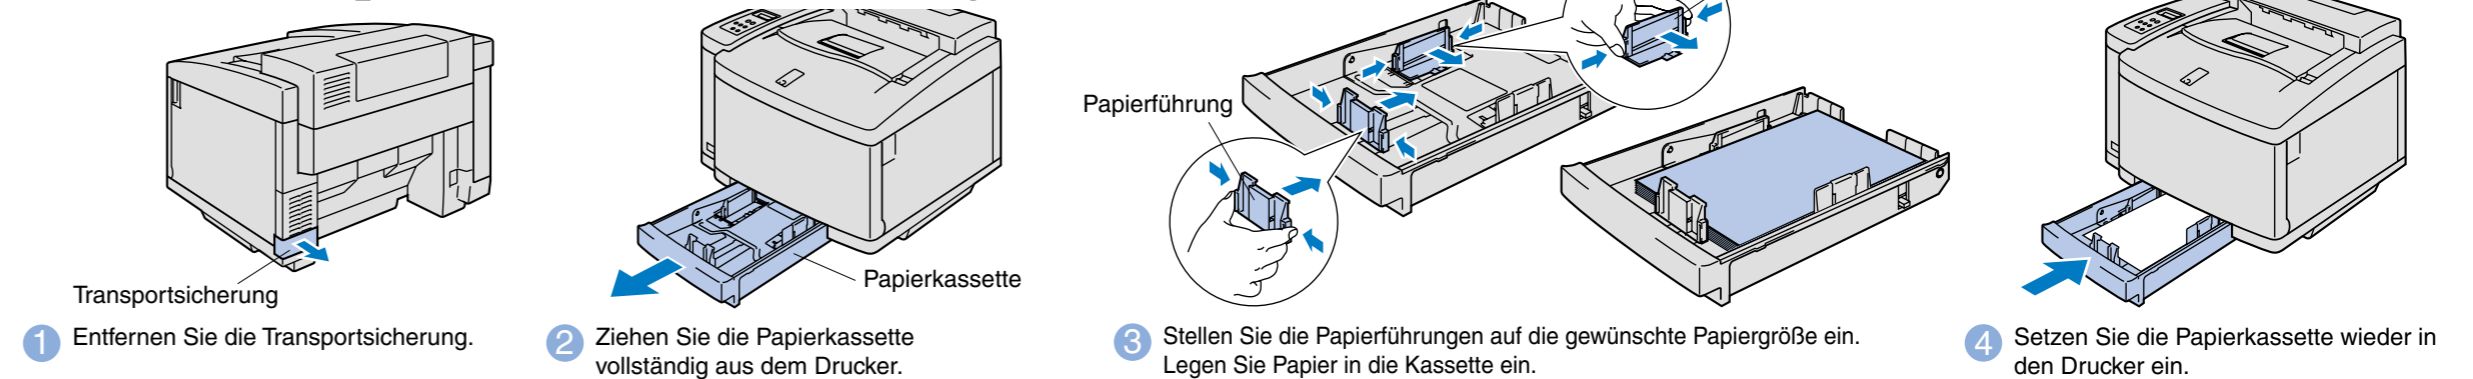 Transportsicherung
1 Entfernen Sie die Transportsicherung.
Papierkassette
2 Ziehen Sie die Papierkassette
vollständig aus dem Drucker.
Papierführung
3 Stellen Sie die Papierführungen auf die gewünschte Papiergröße ein.
Legen Sie Papier in die Kassette ein.
4 Setzen Sie die Papierkassette wieder in
den Drucker ein.